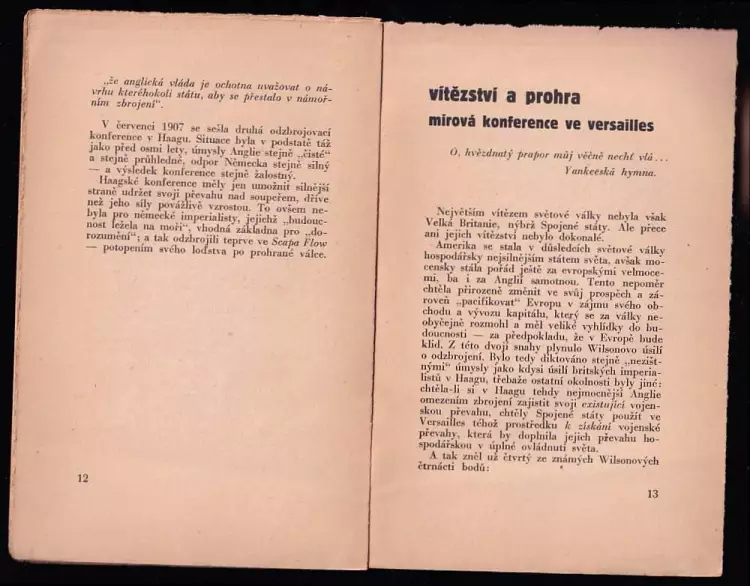 „že anglická vláda je ochotna uvažovat o ná-
vrhu kteréhokoli státu, aby se přestalo v námoř-
ním zbrojení".
V červenci 1907 se sešla druhá odzbrojovací
konference v Haagu. Situace byla v podstatě táž
jako před osmi lety, úmysly Anglie stejně „čisté"
a stejně průhledné, odpor Německa stejně silný
— a výsledek konference stejně žalostný.
Haagské konference měly jen umožnit silnější
straně udržet svoji převahu nad soupeřem, dříve
než jeho síly povážlivě vzrostou. To ovšem ne-
byla pro německé imperialisty, jejichž „budouc-
nost ležela na moři", vhodná základna pro „do-
rozumění"; a tak odzbrojili teprve ve Scapa Flow
— potopením svého loďstva po prohrané válce.
12
vítězství a prohra
mírová konference ve versailles
O, hvězdnatý prapor můj věčně nechť vlá...
Yankeeská hymna.
Největším vítězem světové války nebyla však
Velká Britanie, nýbrž Spojené státy. Ale přece
ani jejich vítězství nebylo dokonalé.
Amerika se stala v důsledcích světové války
hospodářsky nejsilnějším státem světa, avšak mo-
censky stála pořád ještě za evropskými velmoce-
mi, ba i za Anglií samotnou. Tento nepoměr
chtěla přirozeně změnit ve svůj prospěch a zá-
roveň „pacifikovat" Evropu v zájmu svého ob-
chodu a vývozu kapitálu, který se za války ne-
obyčejně rozmohl a měl veliké vyhlídky do bu-
doucnosti — za předpokladu, že v Evropě bude
klid. Z této dvojí snahy plynulo Wilsonovo úsilí
o odzbrojení. Bylo tedy diktováno stejně „nezišt-
nými" úmysly jako kdysi úsilí britských imperia-
listů v Haagu, třebaže ostatní okolnosti byly jiné:
chtěla-li si v Haagu tehdy nejmocnější Anglie
omezením zbrojení zajistit svoji existující vojen-
skou převahu, chtěly Spojené státy použít ve
Versailles téhož prostředku k získání vojenské
převahy, která by doplnila jejich převahu ho-
spodářskou v úplné ovládnutí světa.
A tak zněl už čtvrtý ze známých Wilsonových
čtrnácti bodů:
13